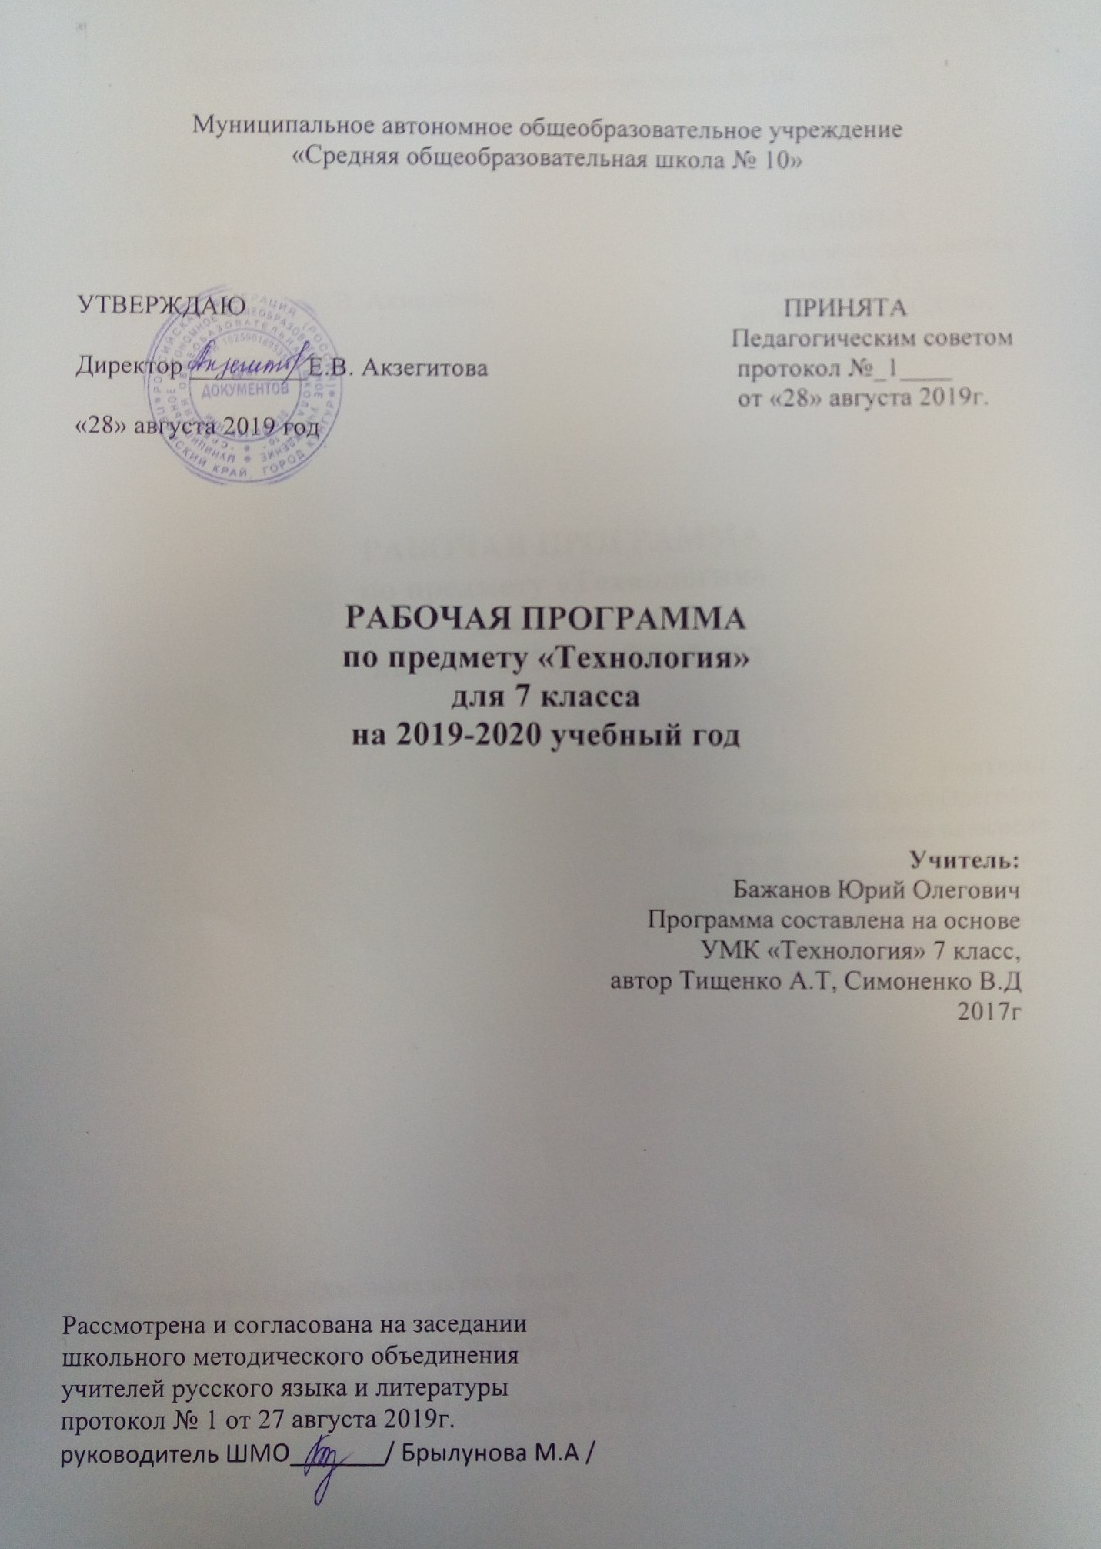 Муниципальное автономное общеобразовательное учреждение
«Средняя общеобразовательная школа № 10»
УТВЕРЖДАЮ
Директор Е.В. Акзегитова
«28» августа 2019 год
ДОКУМЕНТОВ
ПРИНЯТА
Педагогическим советом
протокол №_1____
от «28» августа 2019г.
РАБОЧАЯ ПРОГРАММА
по предмету «Технология»
для 7 класса
на 2019-2020 учебный год
Учитель:
Бажанов Юрий Олегович
Программа составлена на основе
УМК «Технология» 7 класс,
автор Тищенко А.Т, Симоненко В.Д
2017г
Рассмотрена и согласована на заседании
школьного методического объединения
учителей русского языка и литературы
протокол № 1 от 27 августа 2019г.
руководитель ШМО_______/ Брылунова М.А /